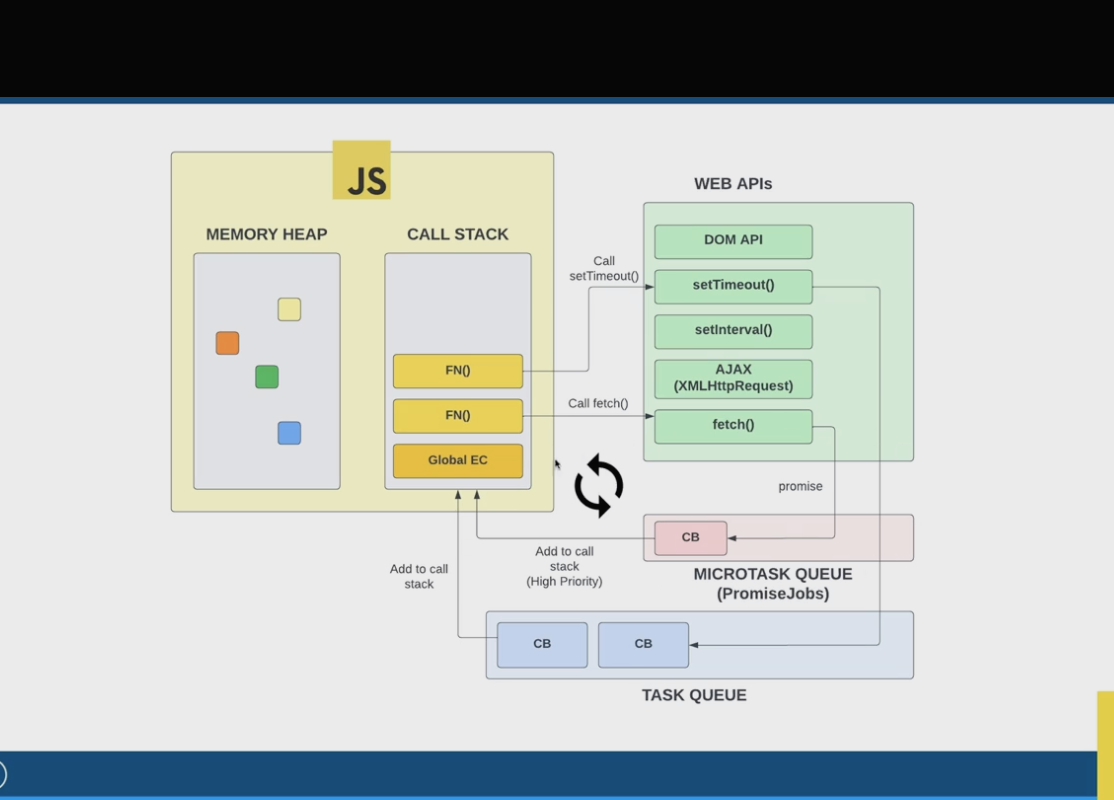 JS
MEMORY HEAP
CALL STACK
FN()
FN()
Global EC
Call
setTimeout()
Call fetch()
WEB APIs
DOM API
setTimeout()
setInterval()
AJAX
(XMLHttpRequest)
fetch()
promise
CB
MICROTASK QUEUE
(PromiseJobs)
Add to call
stack
(High Priority)
Add to call
stack
CB
CB
TASK QUEUE